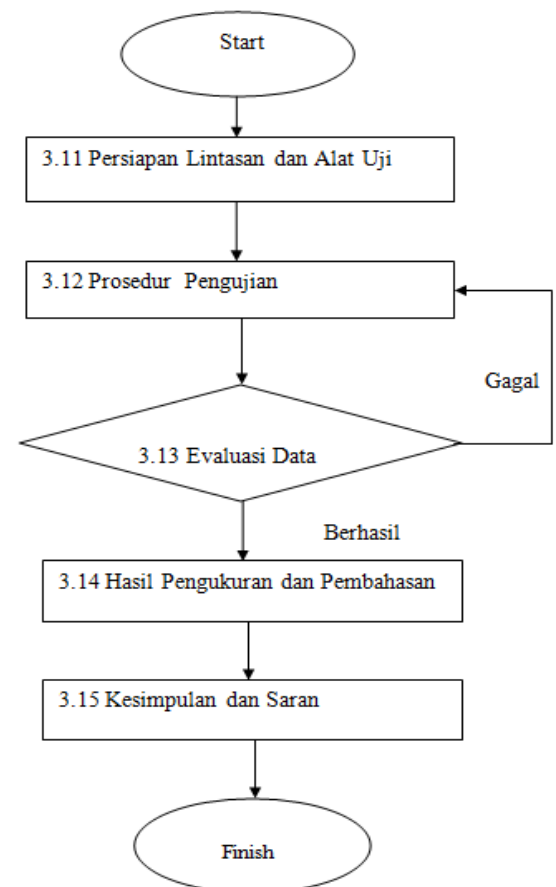 Start
3.11 Persiapan Lintasan dan Alat Uji
3.12 Prosedur Pengujian
Gagal
3.13 Evaluasi Data
Berhasil
3.14 Hasil Pengukuran dan Pembahasan
3.15 Kesimpulan dan Saran
Finish